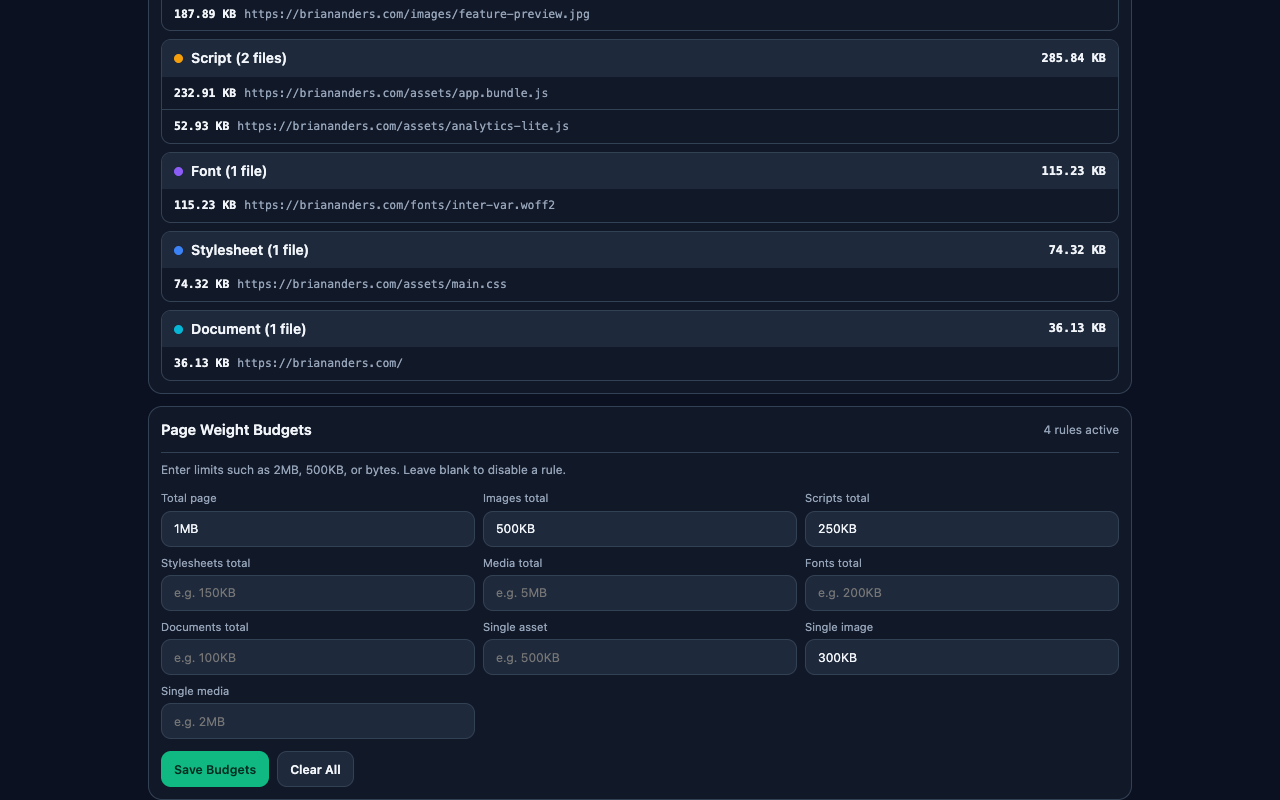 187.89 KB https://briananders.com/images/feature-preview.jpg
Script (2 files) 285.84 KB
232.91 KB https://briananders.com/assets/app.bundle.js
52.93 KB https://briananders.com/assets/analytics-lite.js
Font (1 file) 115.23 KB
115.23 KB https://briananders.com/fonts/inter-var.woff2
Stylesheet (1 file) 74.32 KB
74.32 KB https://briananders.com/assets/main.css
Document (1 file) 36.13 KB
36.13 KB https://briananders.com/
Page Weight Budgets 4 rules active
Enter limits such as 2MB, 500KB, or bytes. Leave blank to disable a rule.
Total page Images total Scripts total
1MB 500KB 250KB
Stylesheets total Media total Fonts total
e.g. 150KB e.g. 5MB e.g. 200KB
Documents total Single asset Single image
e.g. 100KB e.g. 500KB 300KB
Single media
e.g. 2MB
Save Budgets Clear All